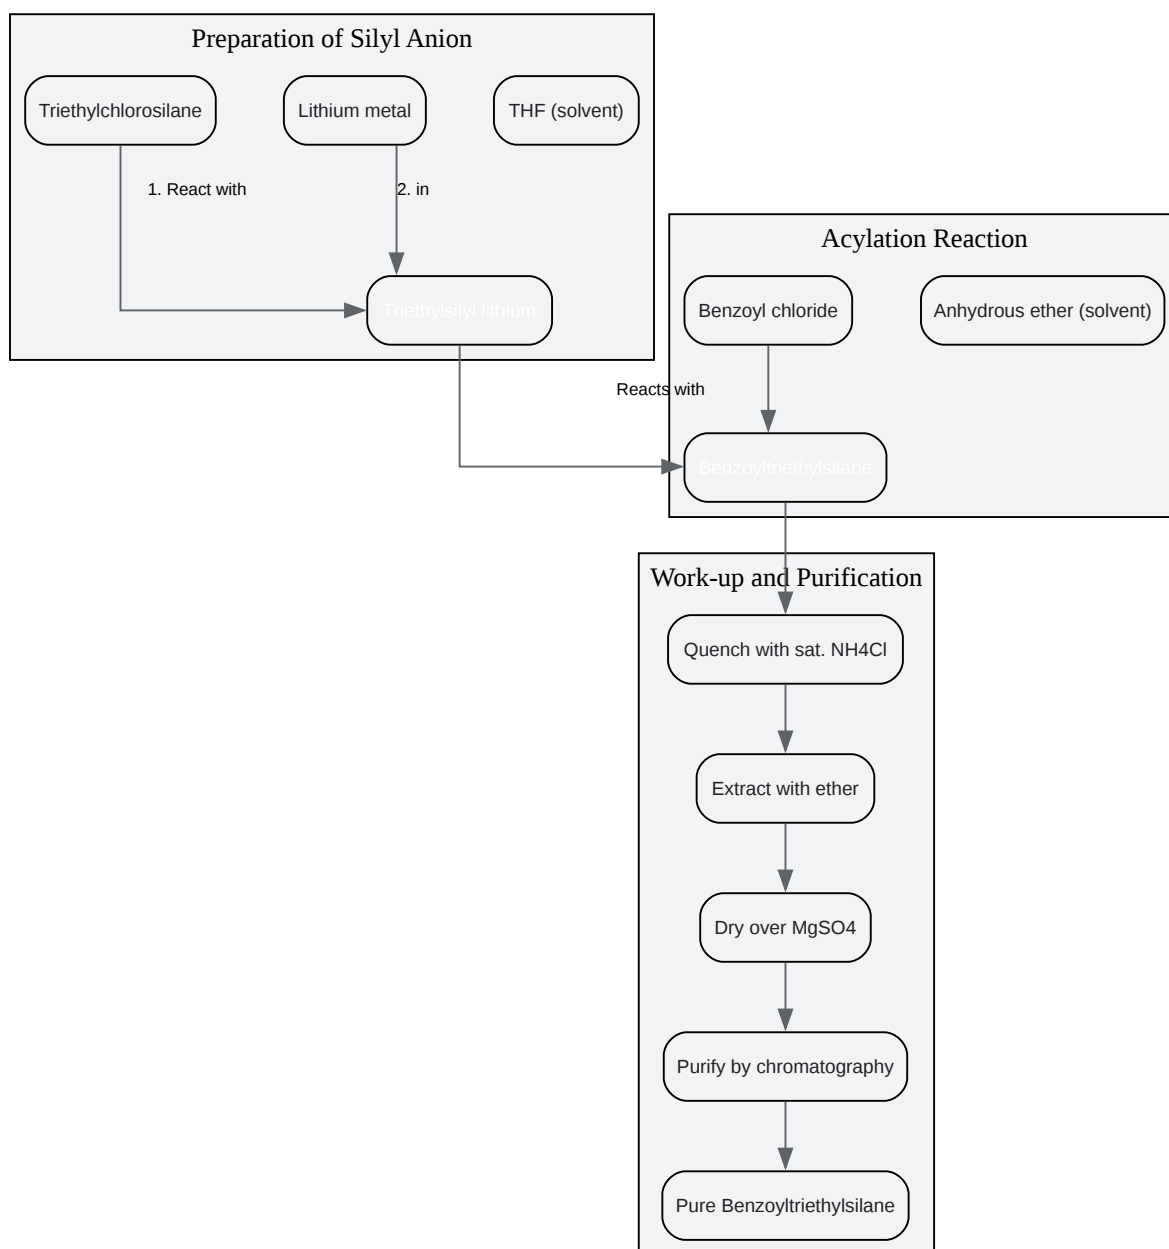 Preparation of Silyl Anion
Triethylchlorosilane
Lithium metal
THF (solvent)
1. React with
2. in
Triethylsilyl lithium
Acylation Reaction
Benzoyl chloride
Anhydrous ether (solvent)
Reacts with
Benzoyltriethylsilane
Work-up and Purification
Quench with sat. NH4Cl
Extract with ether
Dry over MgSO4
Purify by chromatography
Pure Benzoyltriethylsilane